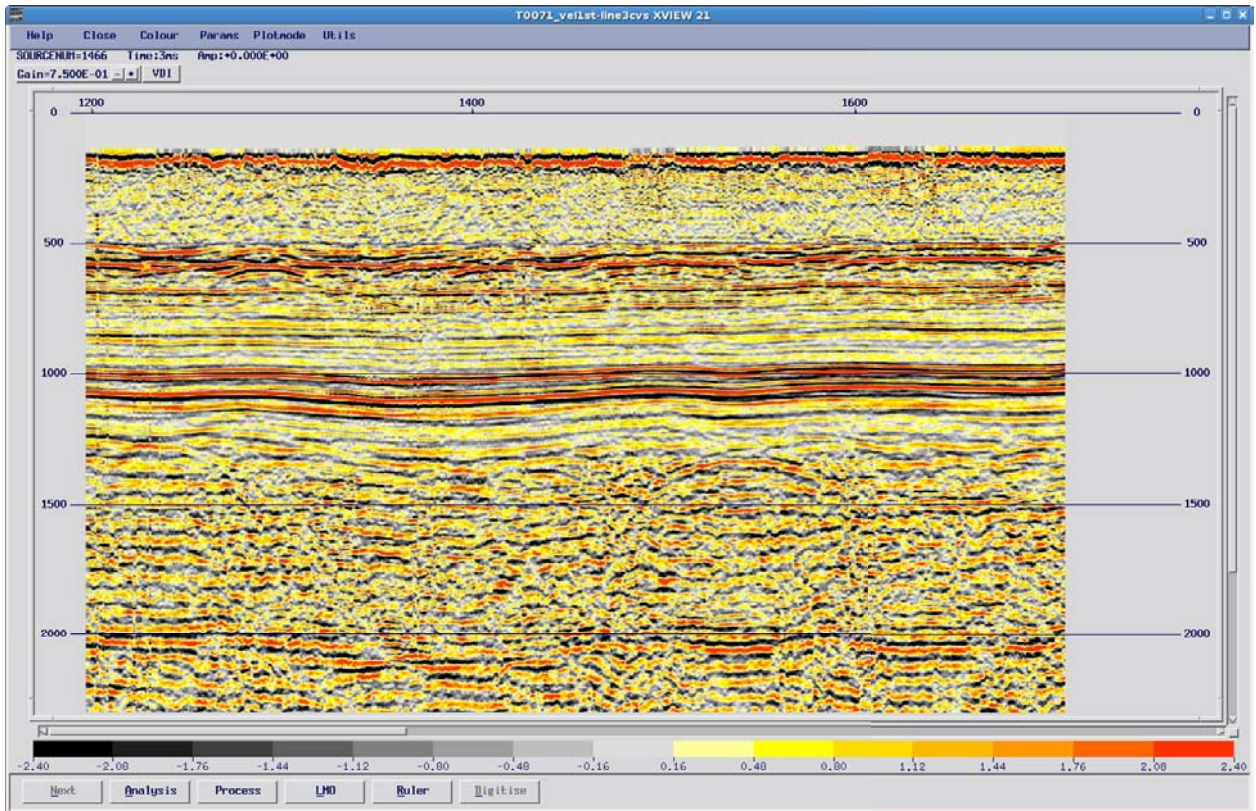 T0071_vel1st-line3cvs XVIEW 21
Help Close Colour Params Plotmode Utils
SOURCENUM=1466 Time:3ms Amp:+0.000E+00
Gain=7.500E-01 - + VDI
1200 1400 1600
0 0
500 500
1000 1000
1500 1500
2000 2000
-2.40 -2.08 -1.76 -1.44 -1.12 -0.80 -0.48 -0.16 0.16 0.48 0.80 1.12 1.44 1.76 2.08 2.40
Next Analysis Process LMO Ruler Digitise